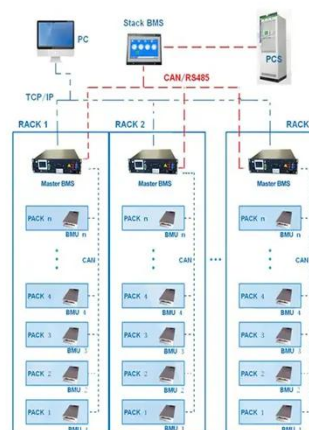 PC
Stack BMS
PCS
CAN/RS485
TCP/IP
RACK 1
RACK 2
RACK
Master BMS
Master BMS
Master BMS
PACK n
BMU n
PACK n
BMU n
PACK n
BMU n
CAN
CAN
CAN
PACK 4
BMU 4
PACK 4
BMU 4
PACK 4
BMU 4
PACK 3
BMU 3
PACK 3
BMU 3
PACK 3
BMU 3
PACK 2
BMU 2
PACK 2
BMU 2
PACK 2
BMU 2
PACK 1
PACK 1
PACK 1